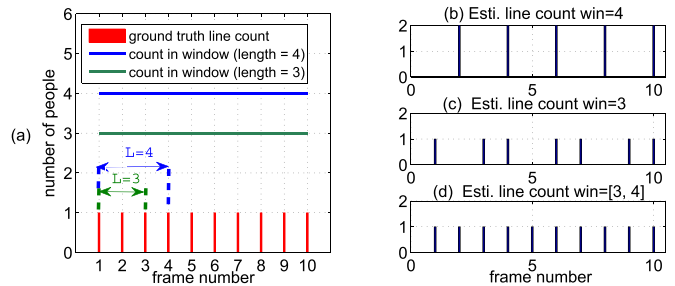 (a)
number of people
6
5
4
3
2
1
0
ground truth line count
count in window (length = 4)
count in window (length = 3)
L=4
L=3
1 2 3 4 5 6 7 8 9 10
frame number
(b) Esti. line count win=4
2
1
0
0 5 10
(c) Esti. line count win=3
2
1
0
0 5 10
(d) Esti. line count win=[3, 4]
2
1
0
0 5 10
frame number